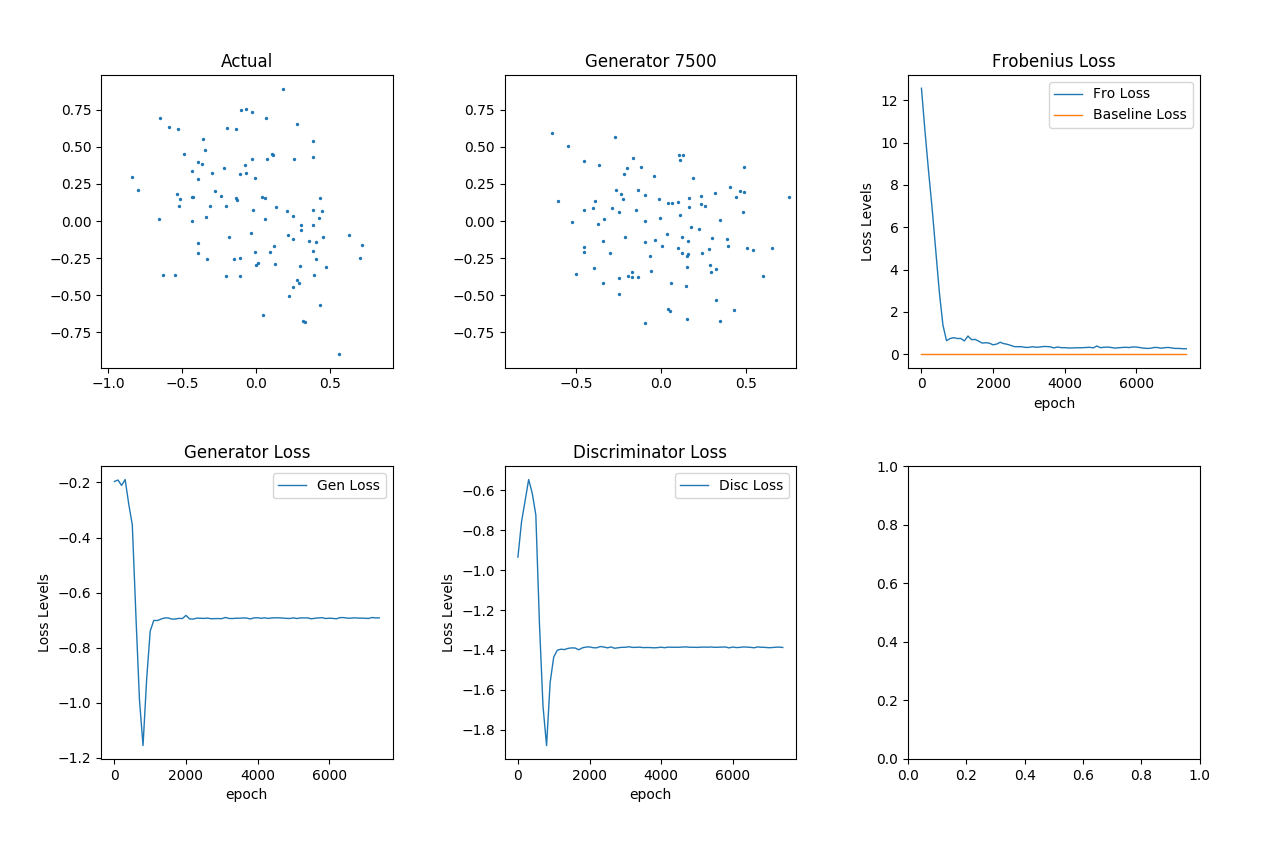 Actual
0.75
0.50
0.25
0.00
−0.25
−0.50
−0.75
−1.0 −0.5 0.0 0.5
Generator 7500
0.75
0.50
0.25
0.00
−0.25
−0.50
−0.75
−0.5 0.0 0.5
Frobenius Loss
Fro Loss
Baseline Loss
Loss Levels
12
10
8
6
4
2
0
0 2000 4000 6000
epoch
Generator Loss
Gen Loss
Loss Levels
−0.2
−0.4
−0.6
−0.8
−1.0
−1.2
0 2000 4000 6000
epoch
Discriminator Loss
Disc Loss
Loss Levels
−0.6
−0.8
−1.0
−1.2
−1.4
−1.6
−1.8
0 2000 4000 6000
epoch
1.0
0.8
0.6
0.4
0.2
0.0
0.0 0.2 0.4 0.6 0.8 1.0